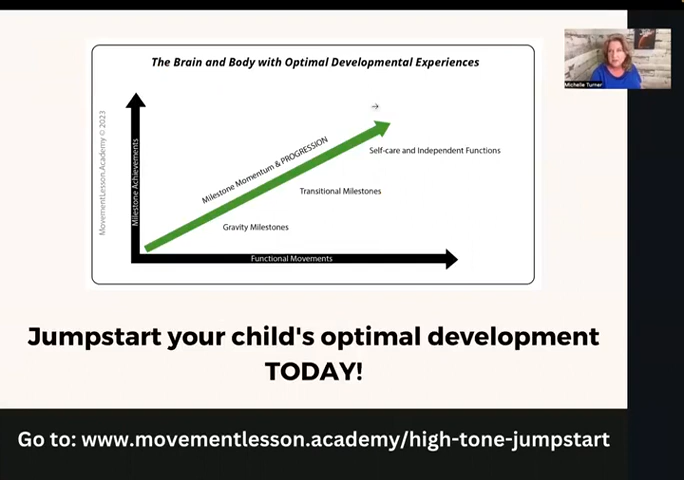 The Brain and Body with Optimal Developmental Experiences
Michelle Turner
MovementLesson.Academy © 2023
Milestone Achievements
Milestone Momentum & PROGRESSION
Self-care and Independent Functions
Transitional Milestones
Gravity Milestones
Functional Movements
Jumpstart your child's optimal development
TODAY!
Go to: www.movementlesson.academy/high-tone-jumpstart